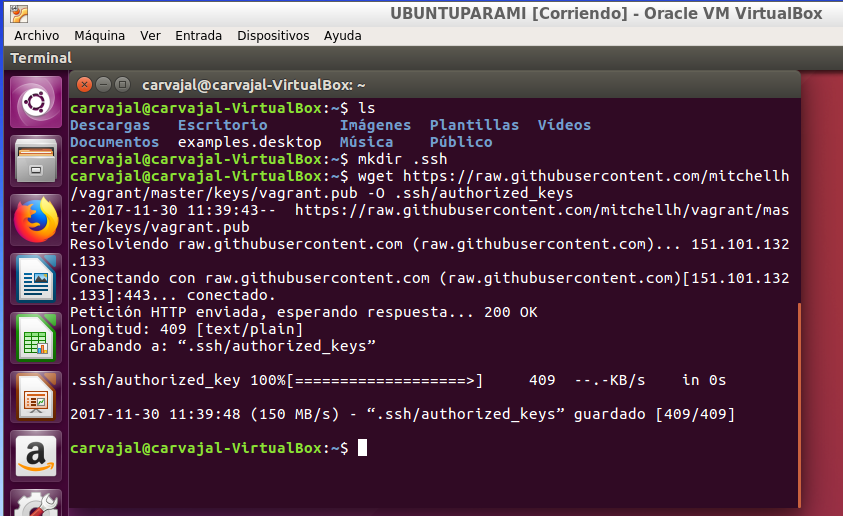 UBUNTUPARAMI [Corriendo] - Oracle VM VirtualBox
Archivo Máquina Ver Entrada Dispositivos Ayuda
Terminal
carvajal@carvajal-VirtualBox: ~
carvajal@carvajal-VirtualBox:~$ ls
Descargas Escritorio Imágenes Plantillas Vídeos
Documentos examples.desktop Música Público
carvajal@carvajal-VirtualBox:~$ mkdir .ssh
carvajal@carvajal-VirtualBox:~$ wget https://raw.githubusercontent.com/mitchellh
/vagrant/master/keys/vagrant.pub -O .ssh/authorized_keys
--2017-11-30 11:39:43-- https://raw.githubusercontent.com/mitchellh/vagrant/mas
ter/keys/vagrant.pub
Resolviendo raw.githubusercontent.com (raw.githubusercontent.com)... 151.101.132
.133
Conectando con raw.githubusercontent.com (raw.githubusercontent.com)[151.101.132
.133]:443... conectado.
Petición HTTP enviada, esperando respuesta... 200 OK
Longitud: 409 [text/plain]
Grabando a: “.ssh/authorized_keys”
.ssh/authorized_key 100%[===================>] 409 --.-KB/s in 0s
2017-11-30 11:39:48 (150 MB/s) - “.ssh/authorized_keys” guardado [409/409]
carvajal@carvajal-VirtualBox:~$